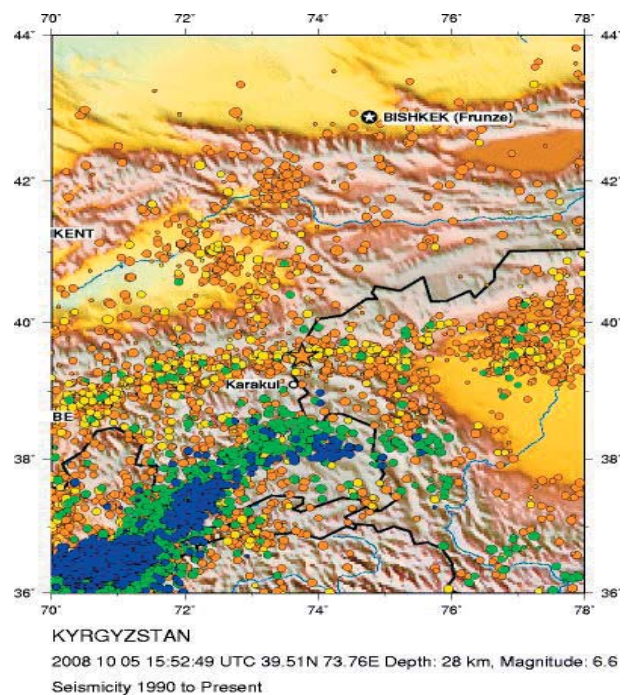 70° 72° 74° 76° 78°
44° 44°
BISHKEK (Frunze)
42° 42°
KENT
40° 40°
Karakul
BE
38° 38°
36° 36°
70° 72° 74° 76° 78°
KYRGYZSTAN
2008 10 05 15:52:49 UTC 39.51N 73.76E Depth: 28 km, Magnitude: 6.6
Seismicity 1990 to Present